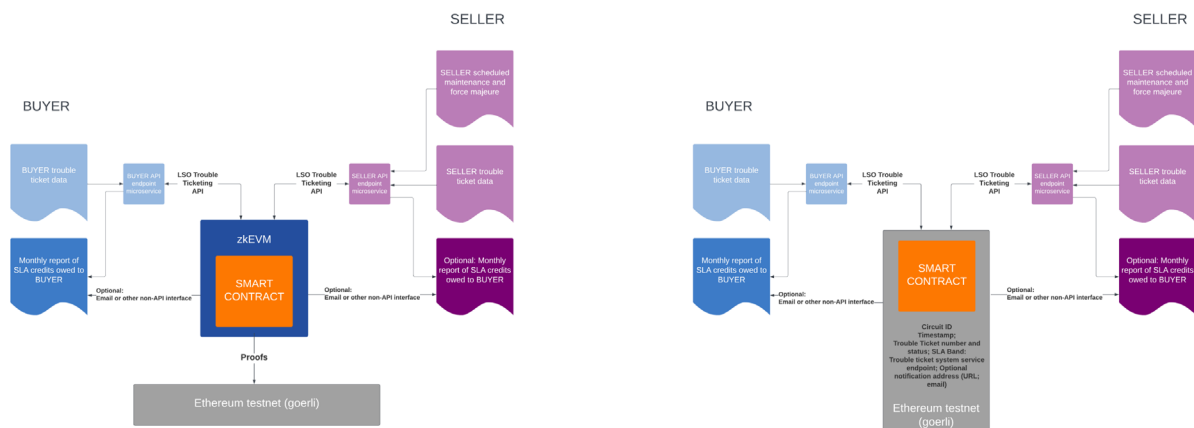 SELLER
SELLER scheduled
maintenance and
force majeure
BUYER
BUYER trouble
ticket data
BUYER API
endpoint
microservice
LSO Trouble
Ticketing
API
LSO Trouble
Ticketing
API
SELLER API
endpoint
microservice
SELLER trouble
ticket data
zkEVM
SMART
CONTRACT
Monthly report of
SLA credits owed to
BUYER
Optional:
Email or other non-API interface
Optional:
Email or other non-API interface
Optional: Monthly
report of SLA credits
owed to BUYER
Proofs
Ethereum testnet (goerli)
SELLER
SELLER scheduled
maintenance and
force majeure
BUYER
BUYER trouble
ticket data
BUYER API
endpoint
microservice
LSO Trouble
Ticketing
API
LSO Trouble
Ticketing
API
SELLER API
endpoint
microservice
SELLER trouble
ticket data
Monthly report of
SLA credits owed to
BUYER
Optional:
Email or other non-API interface
SMART
CONTRACT
Optional:
Email or other non-API interface
Optional: Monthly
report of SLA credits
owed to BUYER
Circuit ID
Timestamp;
Trouble Ticket number and
status; SLA Band:
Trouble ticket system service
endpoint; Optional
notification address (URL;
email)
Ethereum testnet
(goerli)